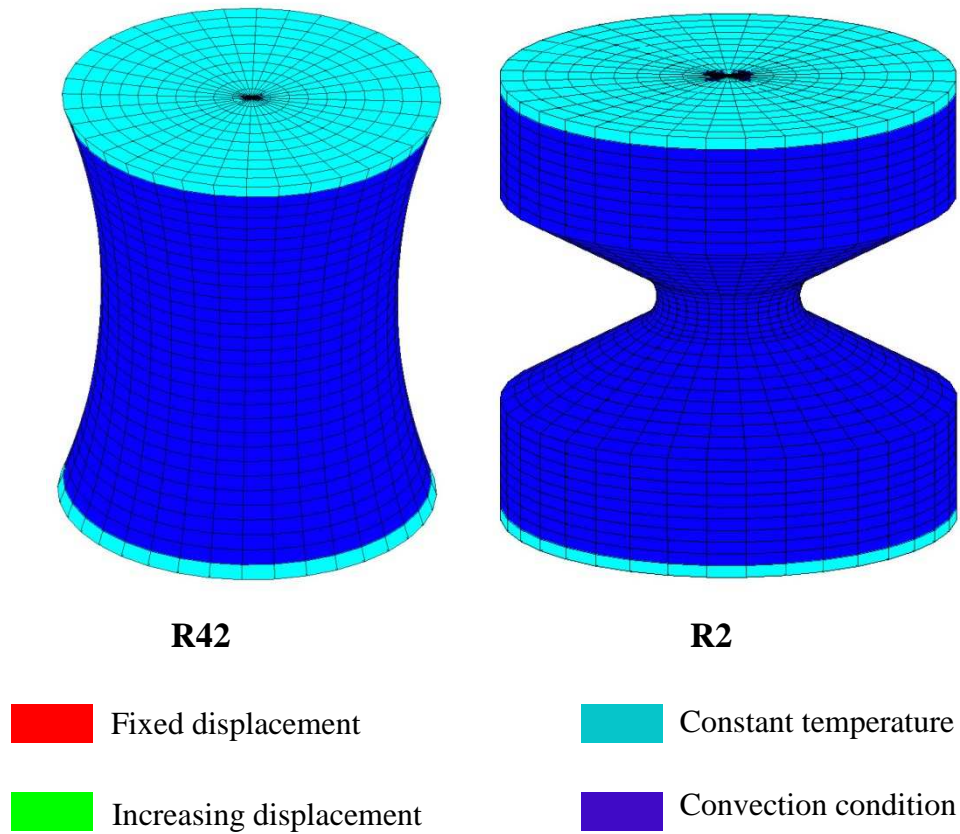 R42
R2
Fixed displacement
Constant temperature
Increasing displacement
Convection condition